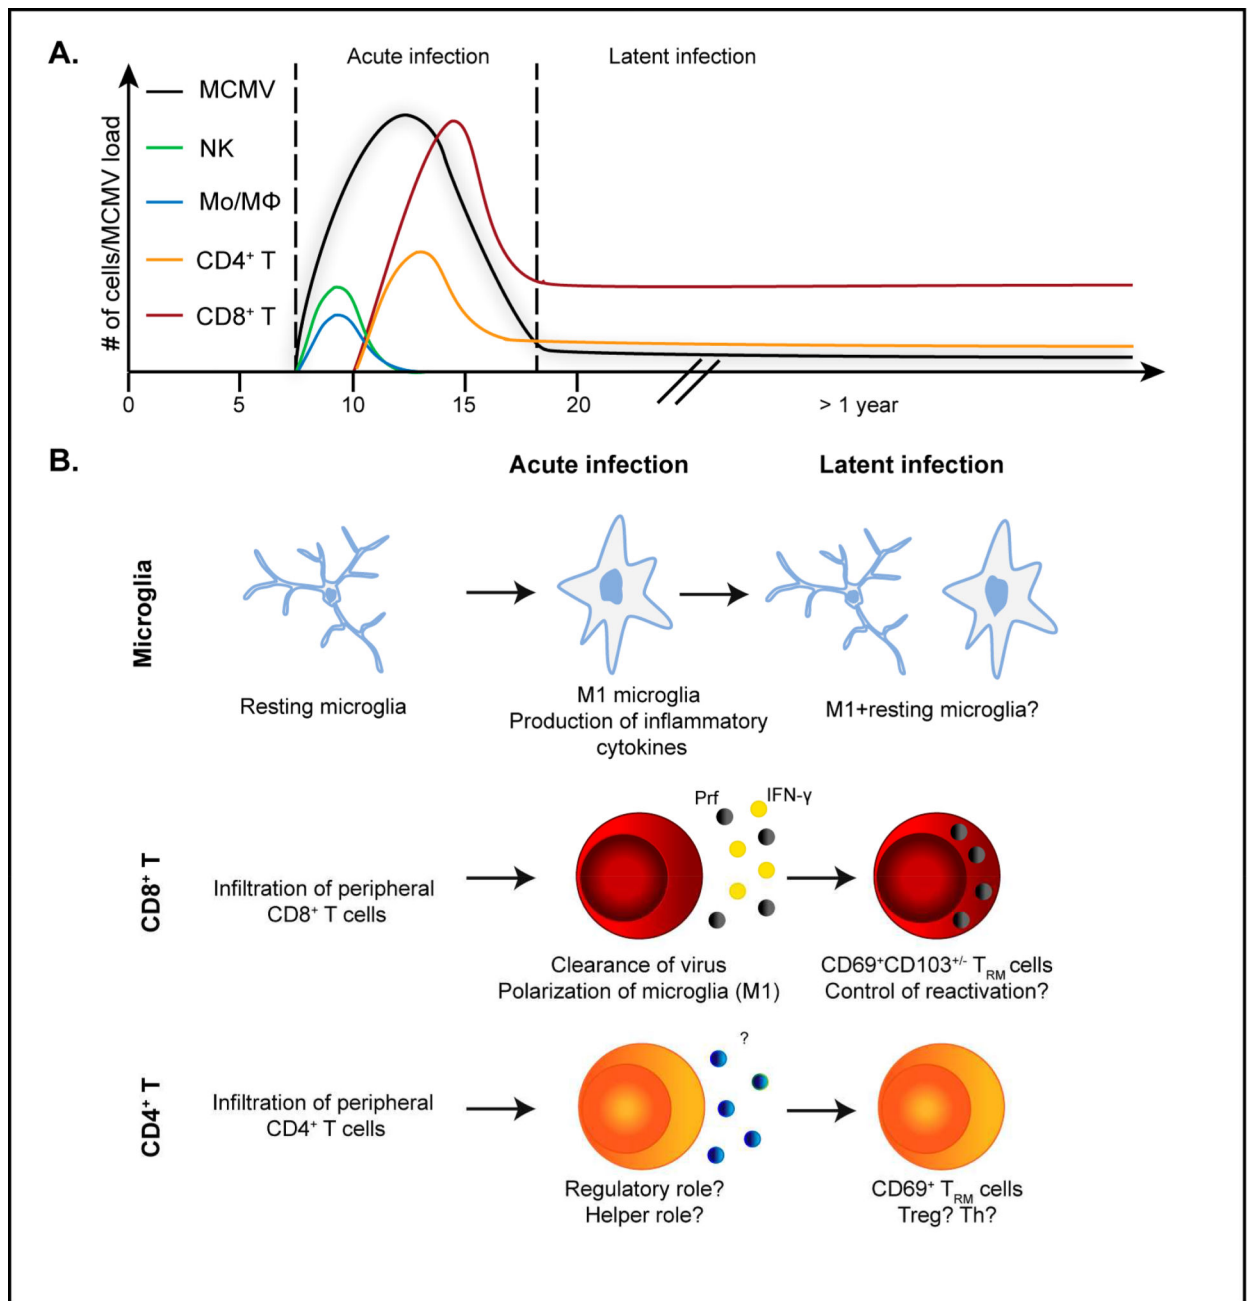 A.
Acute infection
Latent infection
# of cells/MCMV load
MCMV
NK
Mo/MΦ
CD4⁺ T
CD8⁺ T
0
5
10
15
20
> 1 year
B.
Acute infection
Latent infection
Microglia
Resting microglia
M1 microglia
Production of inflammatory
cytokines
M1+resting microglia?
CD8⁺ T
Infiltration of peripheral
CD8⁺ T cells
Prf
IFN-γ
Clearance of virus
Polarization of microglia (M1)
CD69⁺CD103⁺/⁻ TRM cells
Control of reactivation?
CD4⁺ T
Infiltration of peripheral
CD4⁺ T cells
?
Regulatory role?
Helper role?
CD69⁺ TRM cells
Treg? Th?